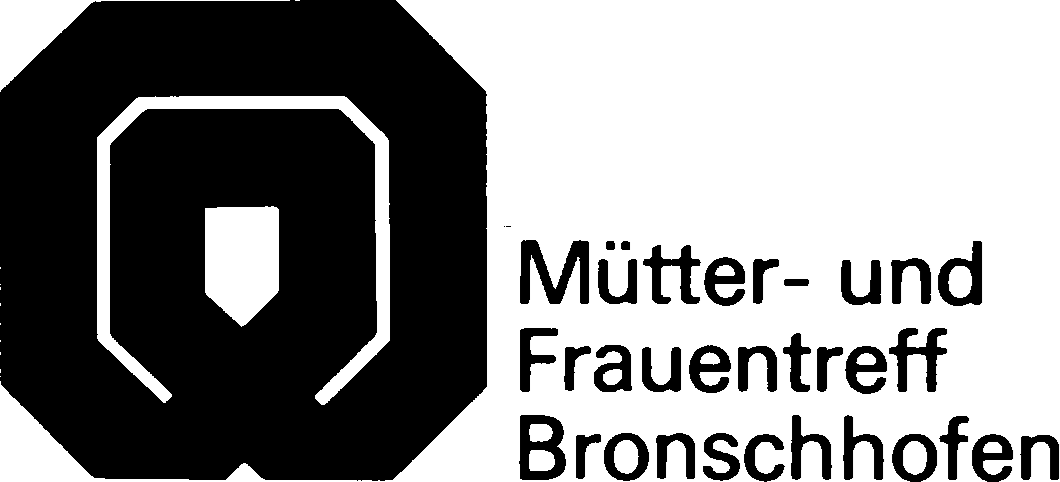 Mütter- und
Frauentreff
Bronschhofen